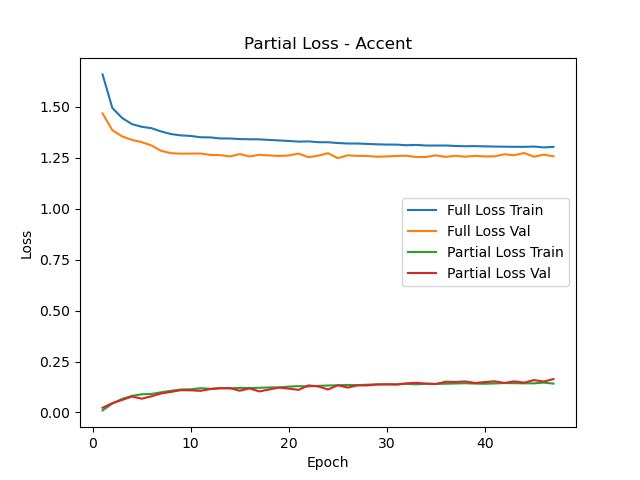 Partial Loss - Accent
Loss
1.50
1.25
1.00
0.75
0.50
0.25
0.00
Full Loss Train
Full Loss Val
Partial Loss Train
Partial Loss Val
0
10
20
30
40
Epoch